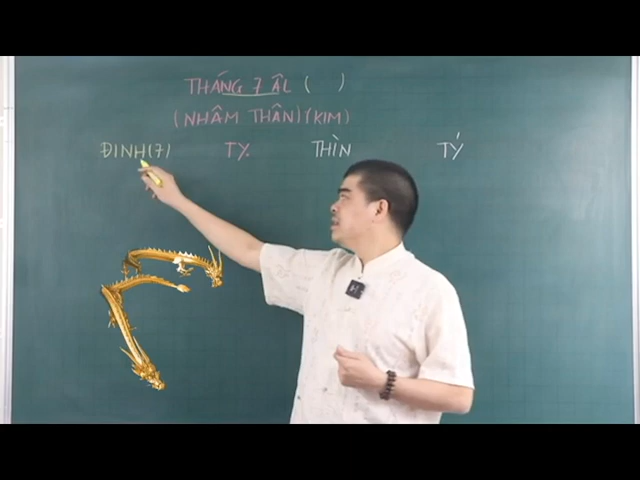 THÁNG 7 ÂL ( )
(NHÂM THÂN) (KIM)
ĐINH(7) TỴ THÌN TÝ